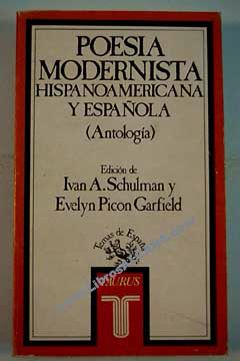 POESIA
MODERNISTA
HISPANOAMERICANA
Y ESPAÑOLA
(Antología)
Edición de
Ivan A. Schulman y
Evelyn Picon Garfield
Temas de España
TAURUS